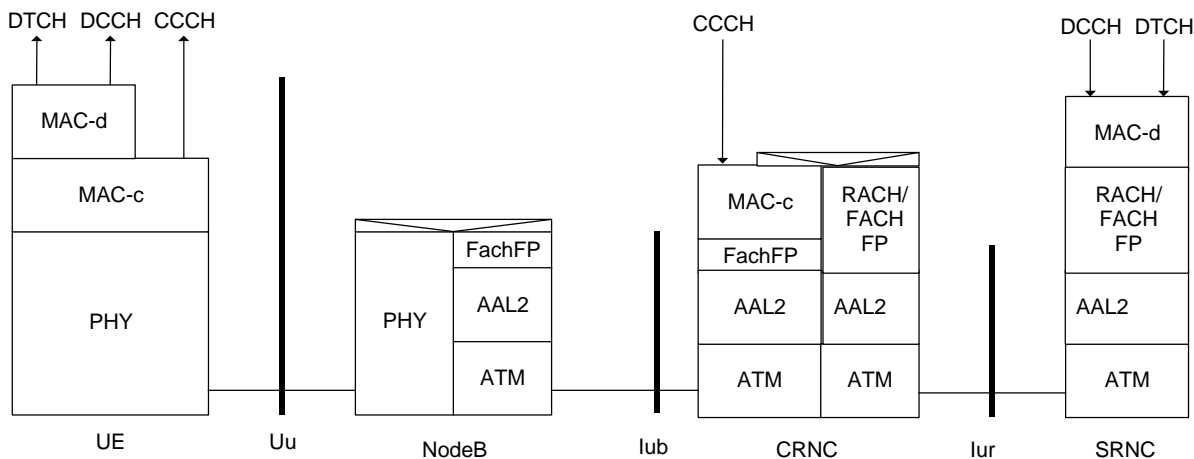 DTCH DCCH CCCH
CCCH
DCCH DTCH
MAC-d
MAC-c
PHY
UE
Uu
PHY
FachFP
AAL2
ATM
NodeB
Iub
MAC-c
FachFP
AAL2
ATM
RACH/
FACH
FP
AAL2
ATM
CRNC
Iur
MAC-d
RACH/
FACH
FP
AAL2
ATM
SRNC